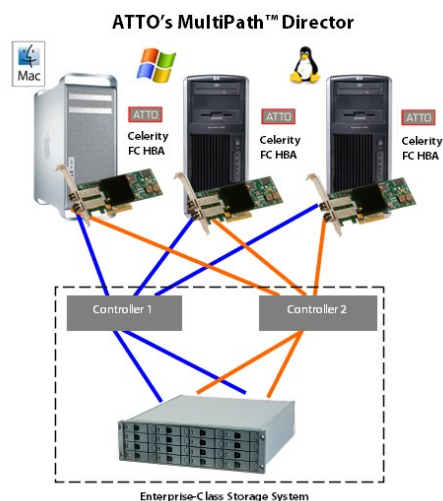 ATTO's MultiPath™ Director
Mac
ATTO
Celerity
FC HBA
ATTO
Celerity
FC HBA
ATTO
Celerity
FC HBA
Controller 1
Controller 2
Enterprise-Class Storage System